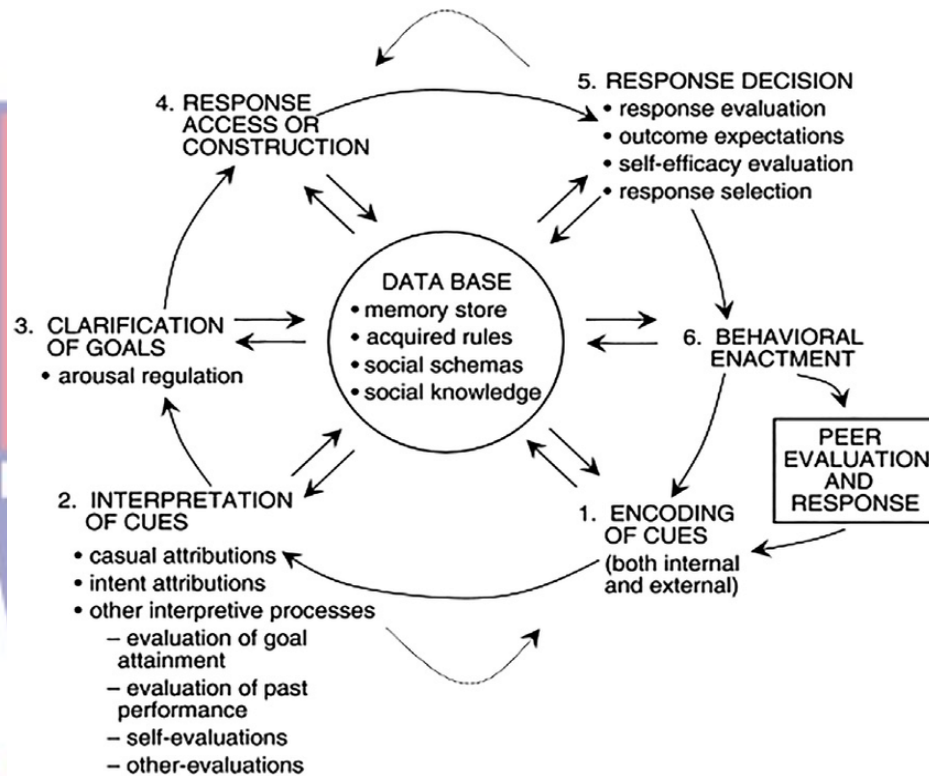 4. RESPONSE
ACCESS OR
CONSTRUCTION
5. RESPONSE DECISION
• response evaluation
• outcome expectations
• self-efficacy evaluation
• response selection
DATA BASE
• memory store
• acquired rules
• social schemas
• social knowledge
3. CLARIFICATION
OF GOALS
• arousal regulation
6. BEHAVIORAL
ENACTMENT
PEER
EVALUATION
AND
RESPONSE
2. INTERPRETATION
OF CUES
• casual attributions
• intent attributions
• other interpretive processes
– evaluation of goal
attainment
– evaluation of past
performance
– self-evaluations
– other-evaluations
1. ENCODING
OF CUES
(both internal
and external)